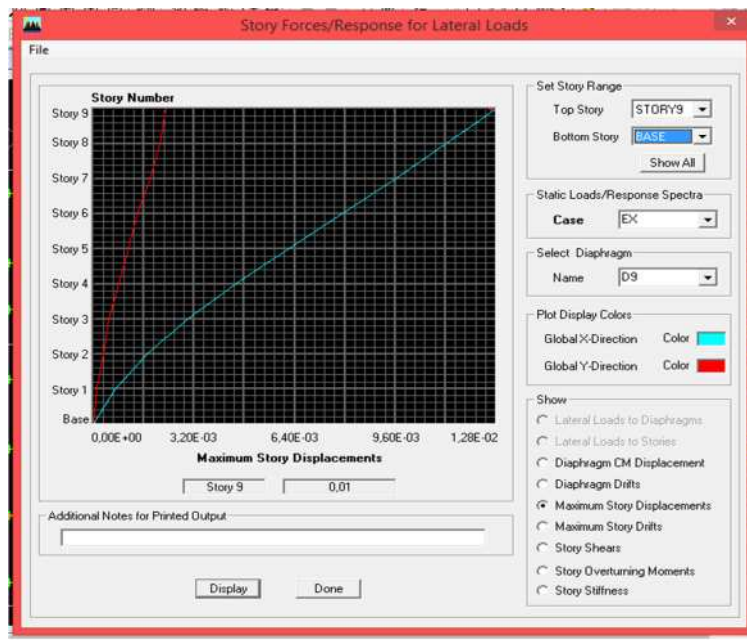 Story Forces/Response for Lateral Loads
File
Story Number
Story 9
Story 8
Story 7
Story 6
Story 5
Story 4
Story 3
Story 2
Story 1
Base
0,00E+00 3,20E-03 6,40E-03 9,60E-03 1,28E-02
Maximum Story Displacements
Story 9 0,01
Additional Notes for Printed Output
Display Done
Set Story Range
Top Story STORY9
Bottom Story BASE
Show All
Static Loads/Response Spectra
Case EX
Select Diaphragm
Name D9
Plot Display Colors
Global X-Direction Color
Global Y-Direction Color
Show
Lateral Loads to Diaphragms
Lateral Loads to Stories
Diaphragm CM Displacement
Diaphragm Drifts
Maximum Story Displacements
Maximum Story Drifts
Story Shears
Story Overturning Moments
Story Stiffness